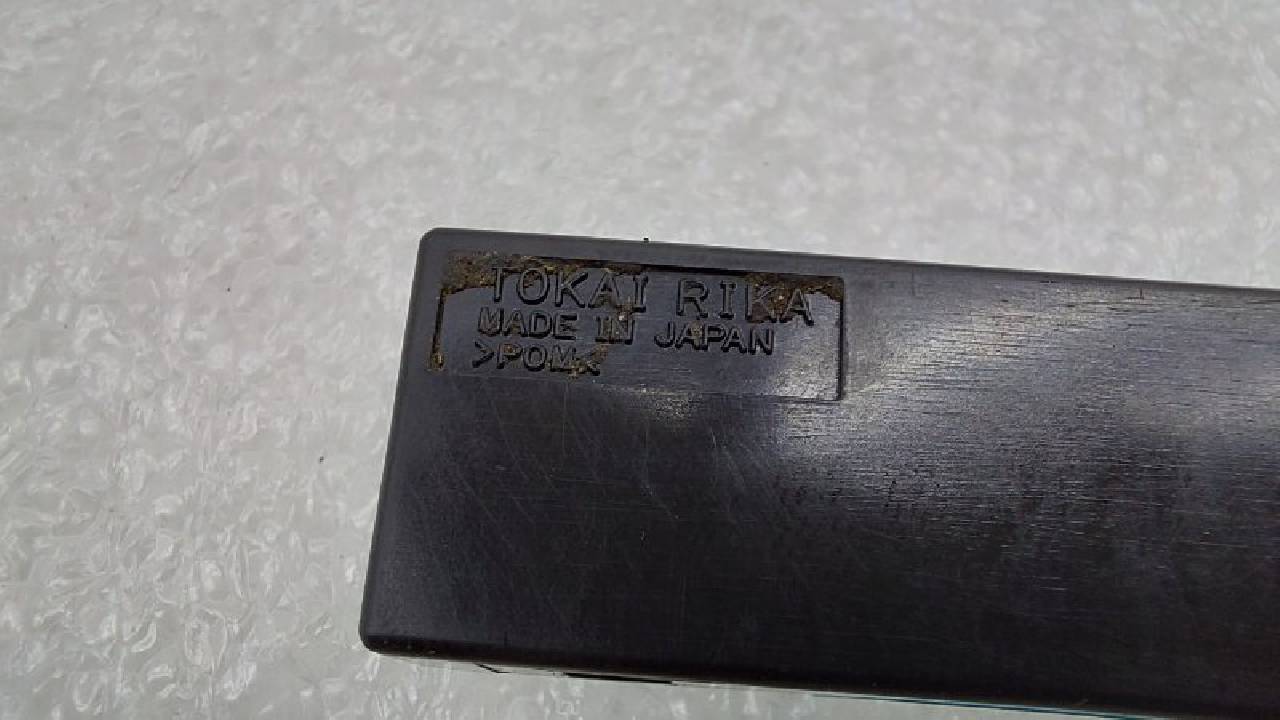 TOKAI RIKA
MADE IN JAPAN
>POM<